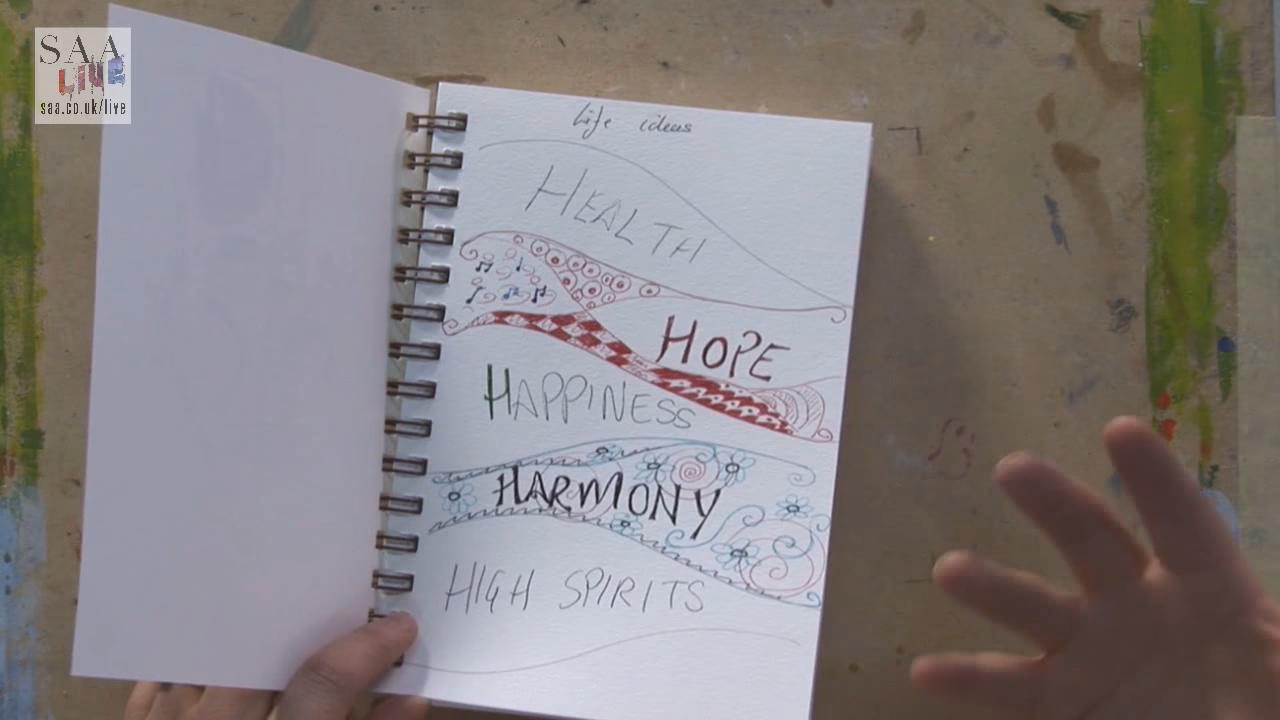 SAA
LIVE
saa.co.uk/live
Life ideas
HEALTH
HOPE
HAPPINESS
HARMONY
HIGH SPIRITS